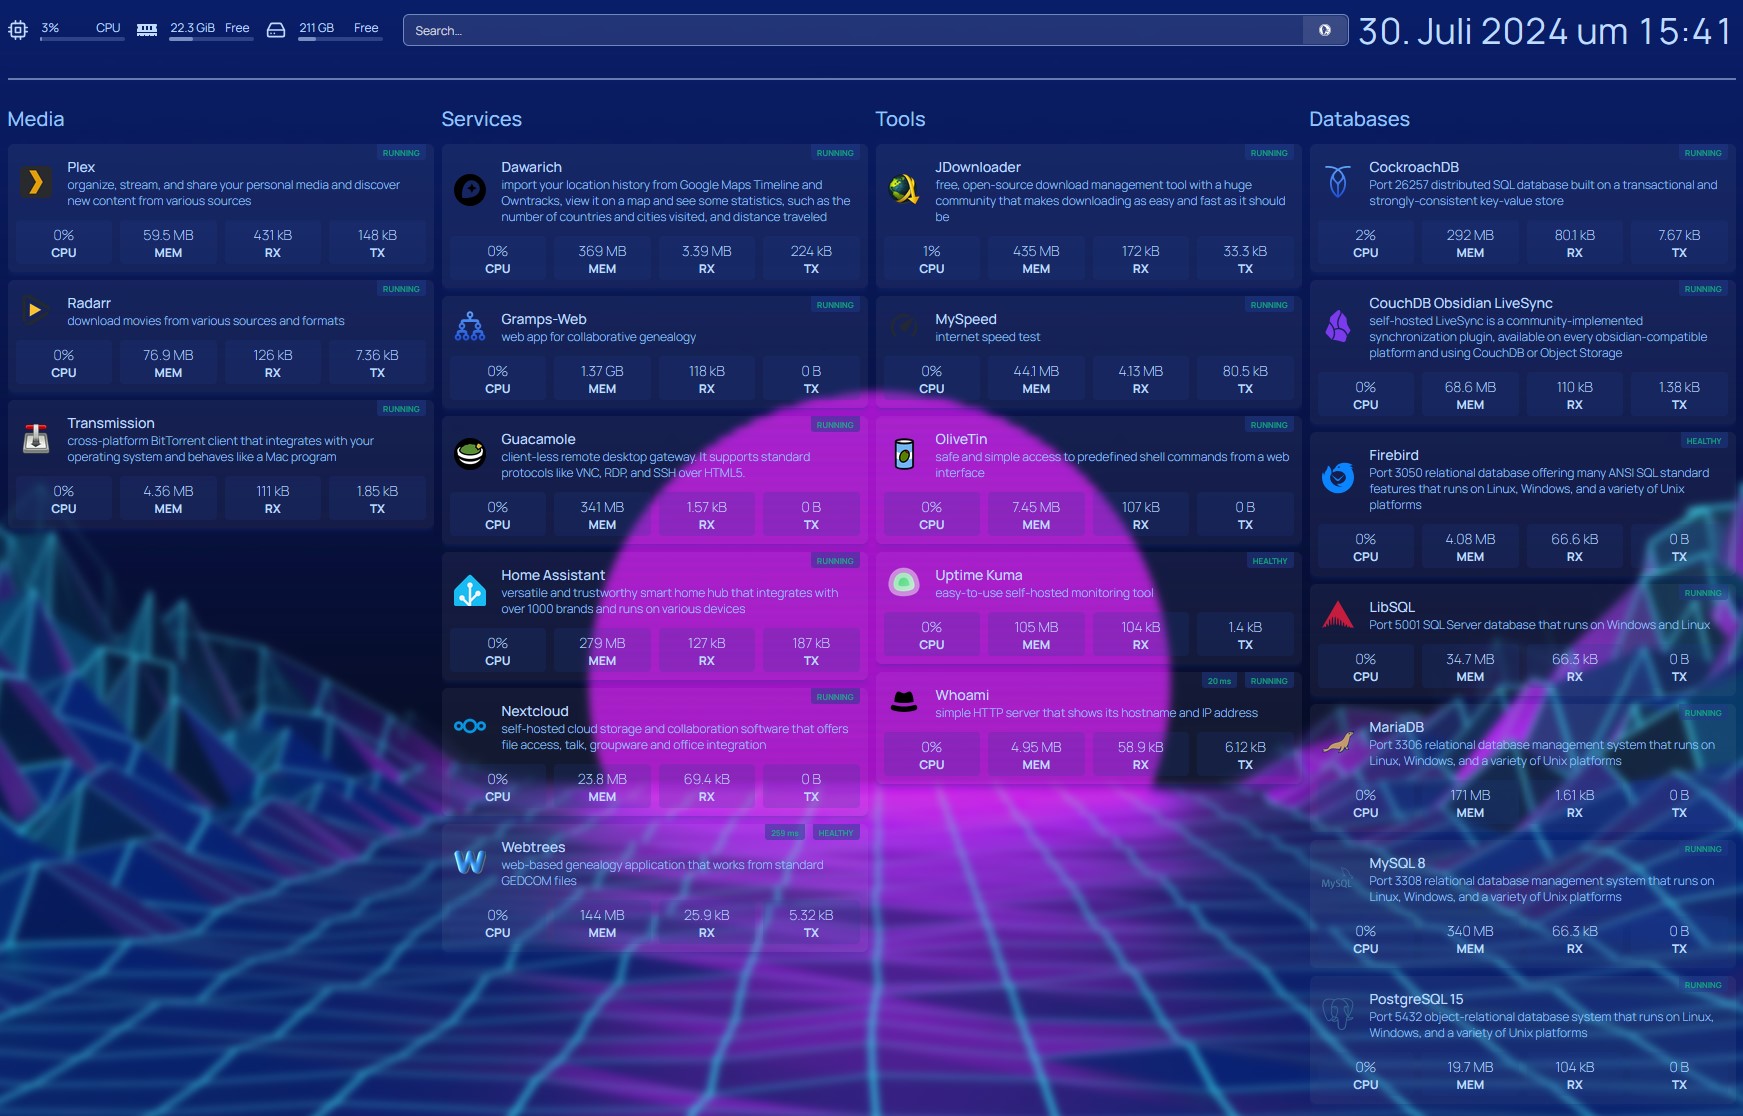 3% CPU
22.3 GiB Free
211 GB Free
Search...
30. Juli 2024 um 15:41
Media
RUNNING
Plex
organize, stream, and share your personal media and discover
new content from various sources
0% 59.5 MB 431 kB 148 kB
CPU MEM RX TX
RUNNING
Radarr
download movies from various sources and formats
0% 76.9 MB 126 kB 7.36 kB
CPU MEM RX TX
RUNNING
Transmission
cross-platform BitTorrent client that integrates with your
operating system and behaves like a Mac program
0% 4.36 MB 111 kB 1.85 kB
CPU MEM RX TX
Services
RUNNING
Dawarich
import your location history from Google Maps Timeline and
Owntracks, view it on a map and see some statistics, such as the
number of countries and cities visited, and distance traveled
0% 369 MB 3.39 MB 224 kB
CPU MEM RX TX
RUNNING
Gramps-Web
web app for collaborative genealogy
0% 1.37 GB 118 kB 0 B
CPU MEM RX TX
RUNNING
Guacamole
client-less remote desktop gateway. It supports standard
protocols like VNC, RDP, and SSH over HTML5.
0% 341 MB 1.57 kB 0 B
CPU MEM RX TX
RUNNING
Home Assistant
versatile and trustworthy smart home hub that integrates with
over 1000 brands and runs on various devices
0% 279 MB 127 kB 187 kB
CPU MEM RX TX
RUNNING
Nextcloud
self-hosted cloud storage and collaboration software that offers
file access, talk, groupware and office integration
0% 23.8 MB 69.4 kB 0 B
CPU MEM RX TX
259 ms HEALTHY
Webtrees
web-based genealogy application that works from standard
GEDCOM files
0% 144 MB 25.9 kB 5.32 kB
CPU MEM RX TX
Tools
RUNNING
JDownloader
free, open-source download management tool with a huge
community that makes downloading as easy and fast as it should
be
1% 435 MB 172 kB 33.3 kB
CPU MEM RX TX
RUNNING
MySpeed
internet speed test
0% 44.1 MB 4.13 MB 80.5 kB
CPU MEM RX TX
RUNNING
OliveTin
safe and simple access to predefined shell commands from a web
interface
0% 7.45 MB 107 kB 0 B
CPU MEM RX TX
HEALTHY
Uptime Kuma
easy-to-use self-hosted monitoring tool
0% 105 MB 104 kB 1.4 kB
CPU MEM RX TX
20 ms RUNNING
Whoami
simple HTTP server that shows its hostname and IP address
0% 4.95 MB 58.9 kB 6.12 kB
CPU MEM RX TX
Databases
RUNNING
CockroachDB
Port 26257 distributed SQL database built on a transactional and
strongly-consistent key-value store
2% 292 MB 80.1 kB 7.67 kB
CPU MEM RX TX
RUNNING
CouchDB Obsidian LiveSync
self-hosted LiveSync is a community-implemented
synchronization plugin, available on every obsidian-compatible
platform and using CouchDB or Object Storage
0% 68.6 MB 110 kB 1.38 kB
CPU MEM RX TX
HEALTHY
Firebird
Port 3050 relational database offering many ANSI SQL standard
features that runs on Linux, Windows, and a variety of Unix
platforms
0% 4.08 MB 66.6 kB 0 B
CPU MEM RX TX
RUNNING
LibSQL
Port 5001 SQL Server database that runs on Windows and Linux
0% 34.7 MB 66.3 kB 0 B
CPU MEM RX TX
RUNNING
MariaDB
Port 3306 relational database management system that runs on
Linux, Windows, and a variety of Unix platforms
0% 171 MB 1.61 kB 0 B
CPU MEM RX TX
RUNNING
MySQL
MySQL 8
Port 3308 relational database management system that runs on
Linux, Windows, and a variety of Unix platforms
0% 340 MB 66.3 kB 0 B
CPU MEM RX TX
RUNNING
PostgreSQL 15
Port 5432 object-relational database system that runs on Linux,
Windows, and a variety of Unix platforms
0% 19.7 MB 104 kB 0 B
CPU MEM RX TX